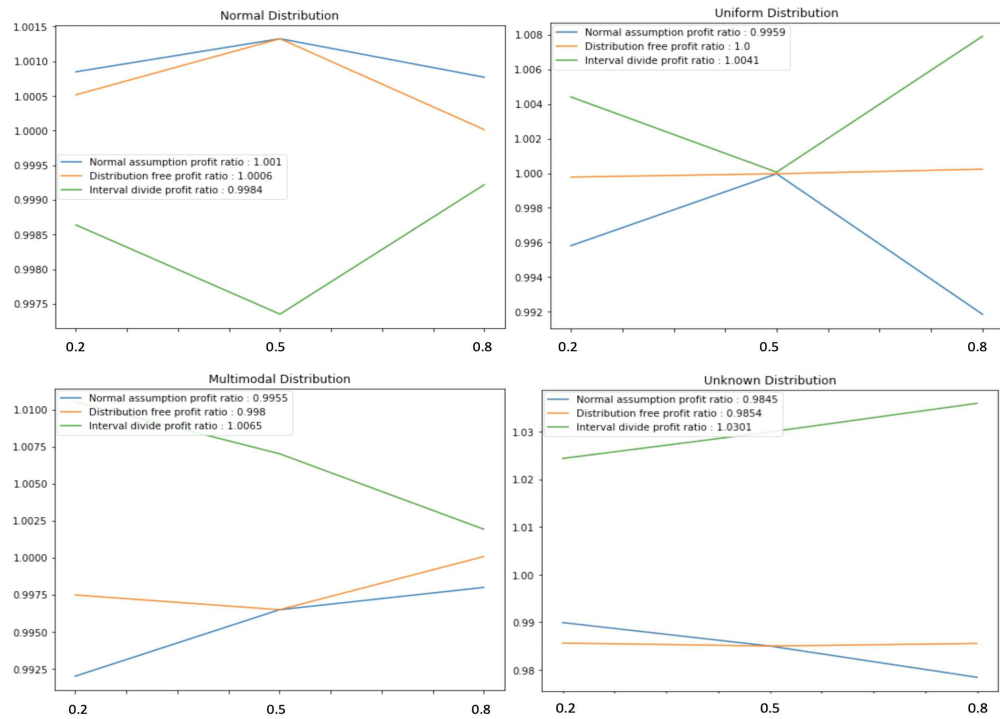 Normal Distribution
1.0015
1.0010
1.0005
1.0000
0.9995
0.9990
0.9985
0.9980
0.9975
Normal assumption profit ratio : 1.001
Distribution free profit ratio : 1.0006
Interval divide profit ratio : 0.9984
0.2 0.5 0.8
Uniform Distribution
1.008
1.006
1.004
1.002
1.000
0.998
0.996
0.994
0.992
Normal assumption profit ratio : 0.9959
Distribution free profit ratio : 1.0
Interval divide profit ratio : 1.0041
0.2 0.5 0.8
Multimodal Distribution
1.0100
1.0075
1.0050
1.0025
1.0000
0.9975
0.9950
0.9925
Normal assumption profit ratio : 0.9955
Distribution free profit ratio : 0.998
Interval divide profit ratio : 1.0065
0.2 0.5 0.8
Unknown Distribution
1.03
1.02
1.01
1.00
0.99
0.98
Normal assumption profit ratio : 0.9845
Distribution free profit ratio : 0.9854
Interval divide profit ratio : 1.0301
0.2 0.5 0.8